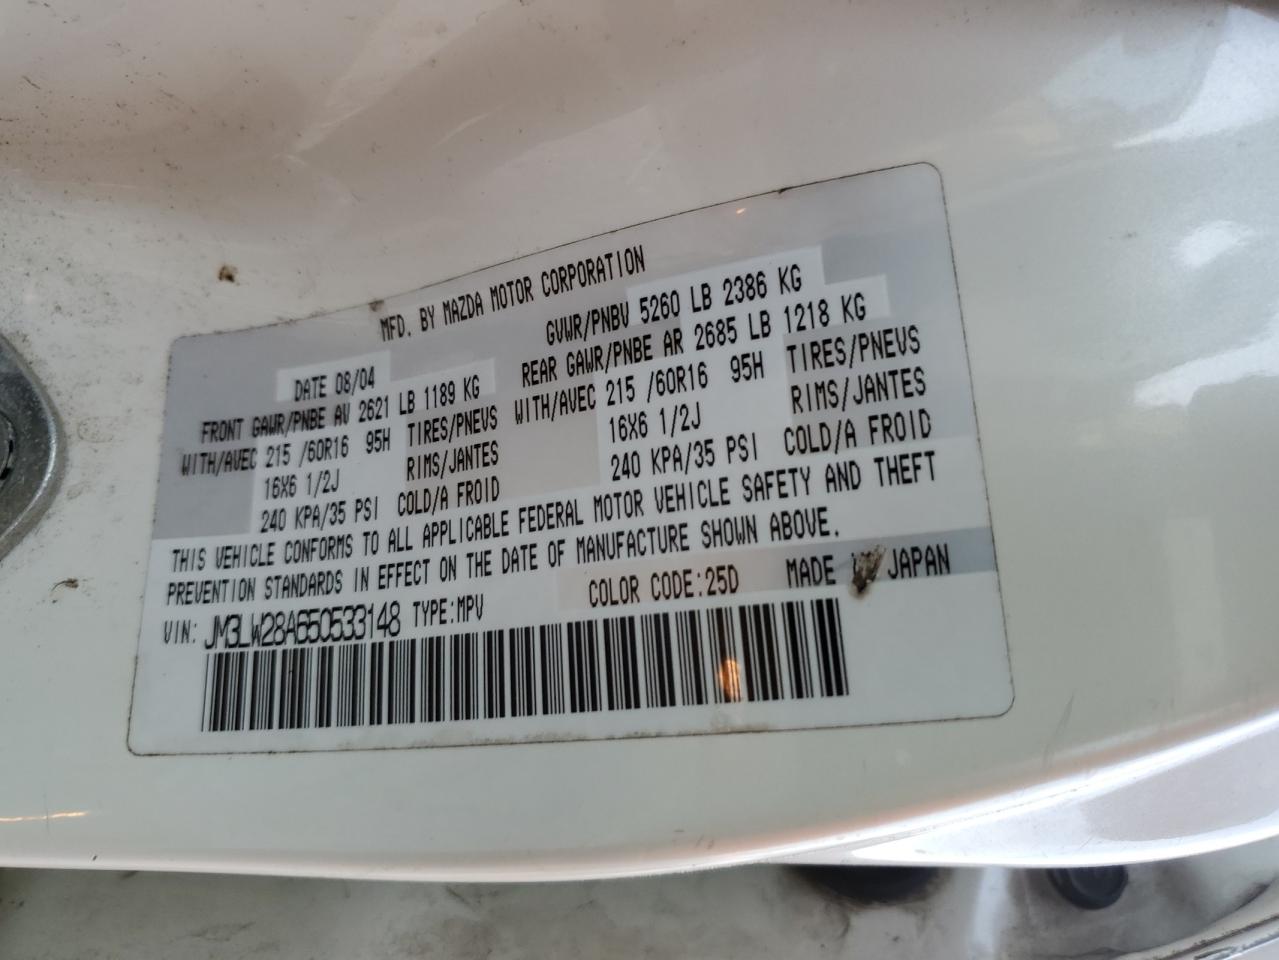 MFD. BY MAZDA MOTOR CORPORATION
DATE 08/04 GVWR/PNBV 5260 LB 2386 KG
FRONT GAWR/PNBE AV 2621 LB 1189 KG REAR GAWR/PNBE AR 2685 LB 1218 KG
WITH/AVEC 215 /60R16 95H TIRES/PNEVS WITH/AVEC 215 /60R16 95H TIRES/PNEVS
16X6 1/2J RIMS/JANTES 16X6 1/2J RIMS/JANTES
240 KPA/35 PSI COLD/A FROID 240 KPA/35 PSI COLD/A FROID
THIS VEHICLE CONFORMS TO ALL APPLICABLE FEDERAL MOTOR VEHICLE SAFETY AND THEFT
PREVENTION STANDARDS IN EFFECT ON THE DATE OF MANUFACTURE SHOWN ABOVE.
VIN: JM3LW28A650533148 TYPE:MPV COLOR CODE:25D MADE JAPAN